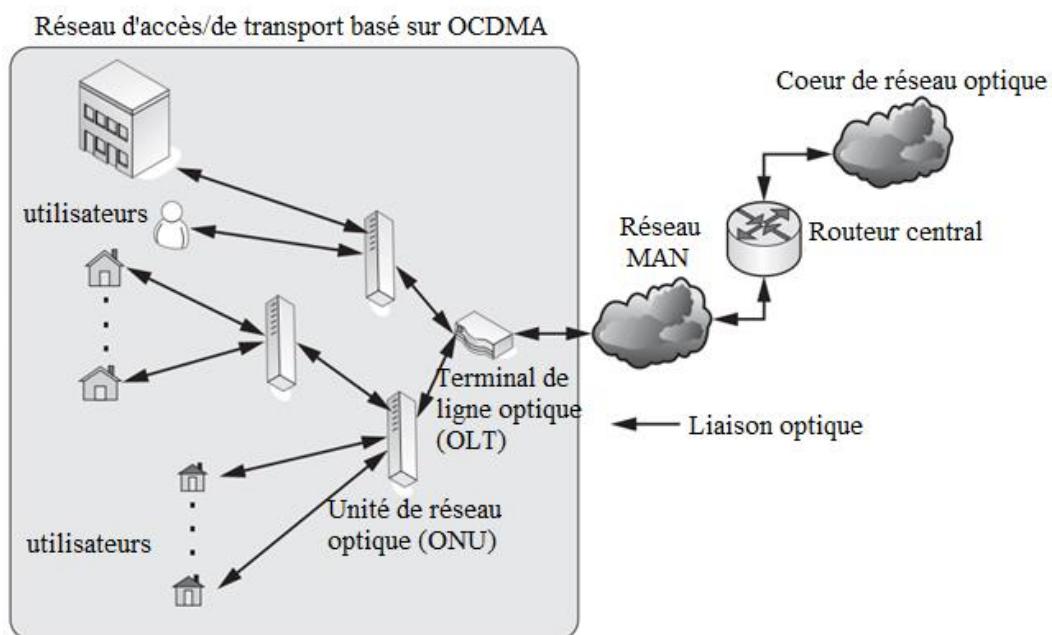 Réseau d'accès/de transport basé sur OCDMA
Coeur de réseau optique
utilisateurs
Réseau
MAN
Routeur central
Terminal de
ligne optique
(OLT)
Liaison optique
Unité de réseau
optique (ONU)
utilisateurs